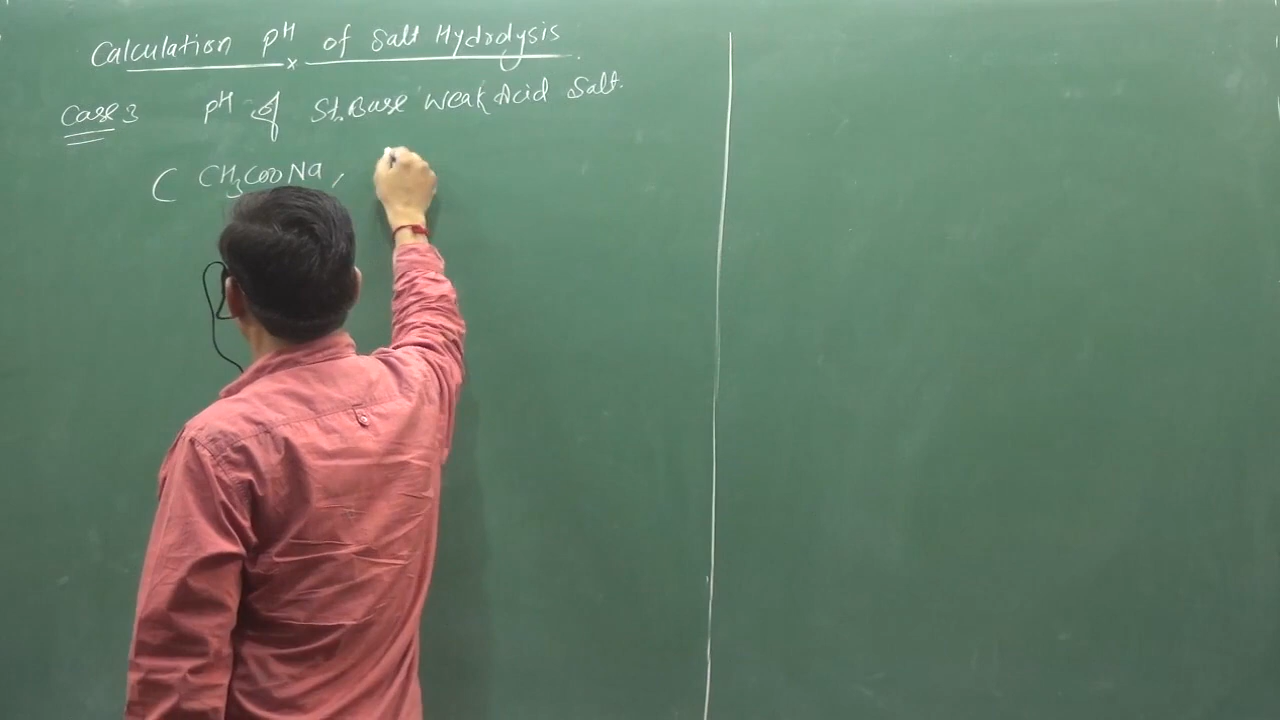 Calculation pH of Salt Hydrolysis
Case 3 pH of St. Base Weak Acid Salt.
( CH3COONa,